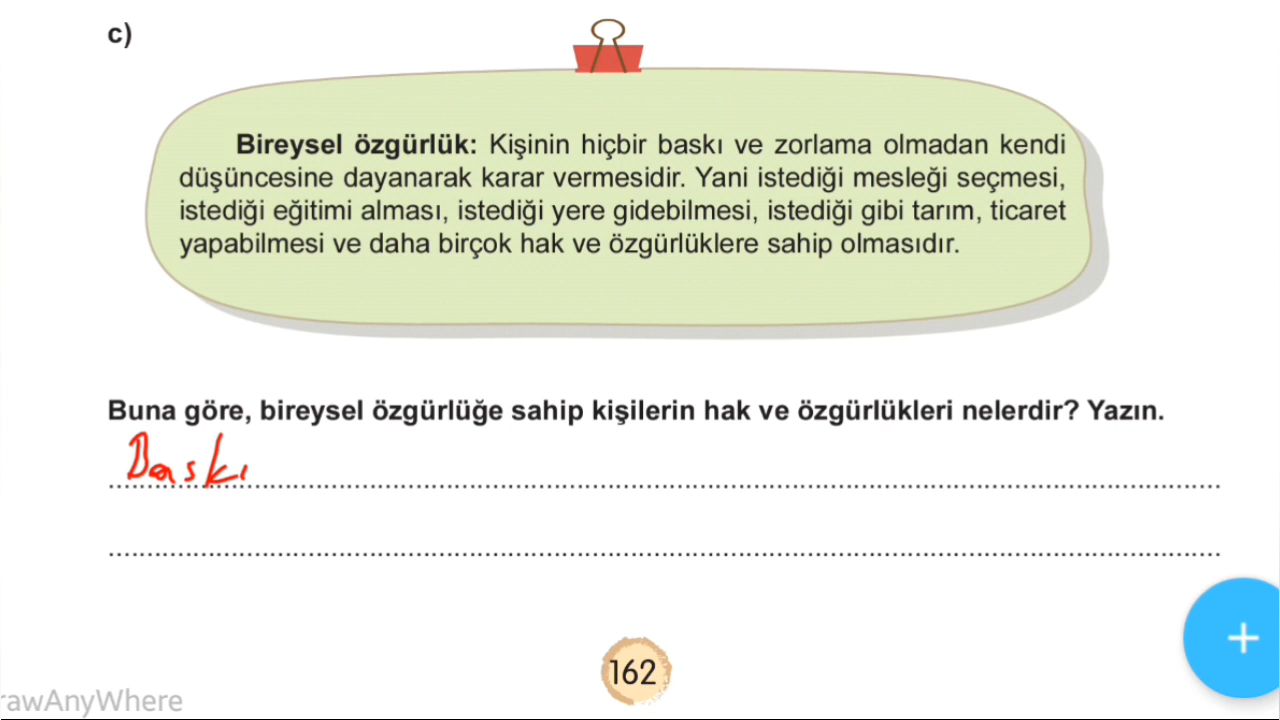 c)
Bireysel özgürlük: Kişinin hiçbir baskı ve zorlama olmadan kendi
düşüncesine dayanarak karar vermesidir. Yani istediği mesleği seçmesi,
istediği eğitimi alması, istediği yere gidebilmesi, istediği gibi tarım, ticaret
yapabilmesi ve daha birçok hak ve özgürlüklere sahip olmasıdır.
Buna göre, bireysel özgürlüğe sahip kişilerin hak ve özgürlükleri nelerdir? Yazın.
Baskı
162
rawAnyWhere